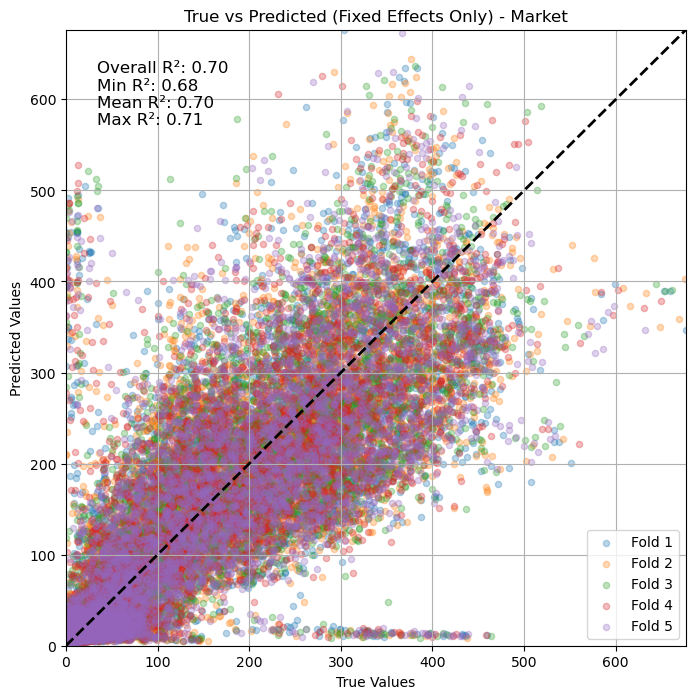 True vs Predicted (Fixed Effects Only) - Market
Overall R²: 0.70
Min R²: 0.68
Mean R²: 0.70
Max R²: 0.71
600
500
400
300
200
100
0
Predicted Values
Fold 1
Fold 2
Fold 3
Fold 4
Fold 5
0 100 200 300 400 500 600
True Values